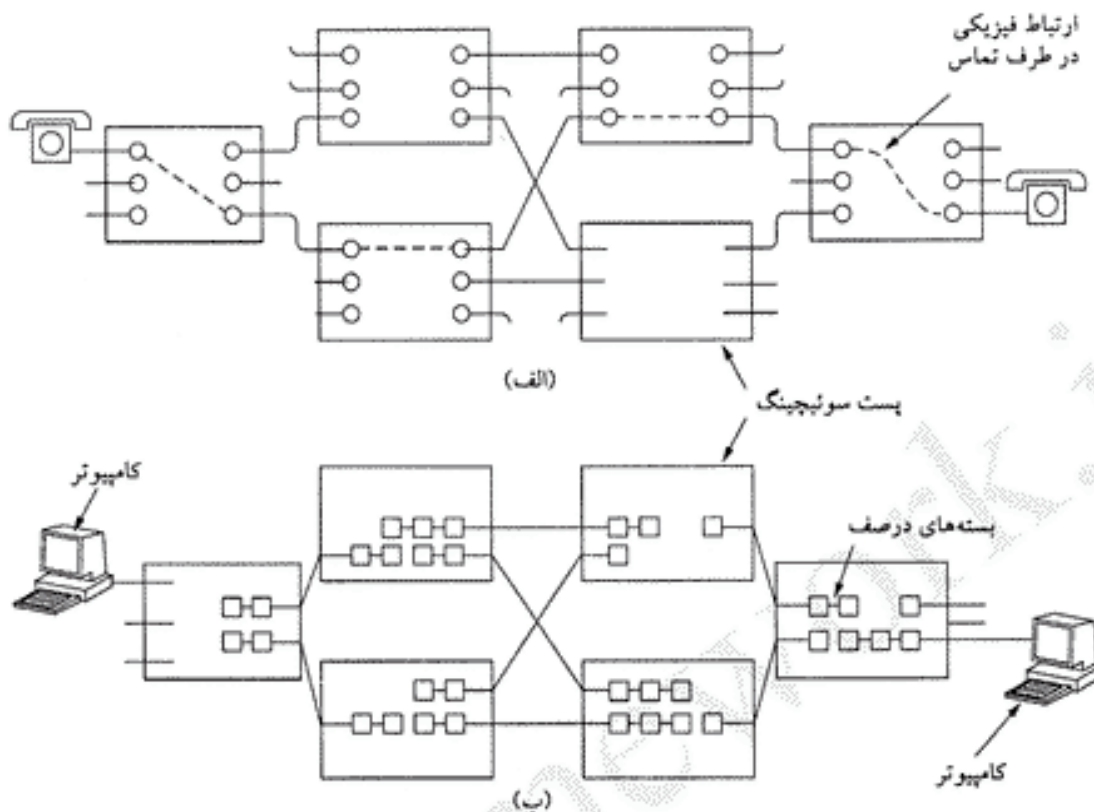 ارتباط فیزیکی
در طرف تماس
(الف)
پست سوئیچینگ
کامپیوتر
بسته‌های درصف
کامپیوتر
(ب)